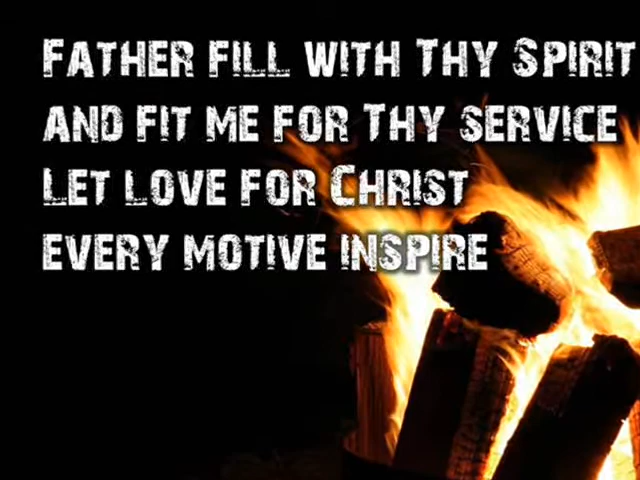 Father Fill with Thy Spirit
and fit me for Thy service
Let love for Christ
every motive inspire